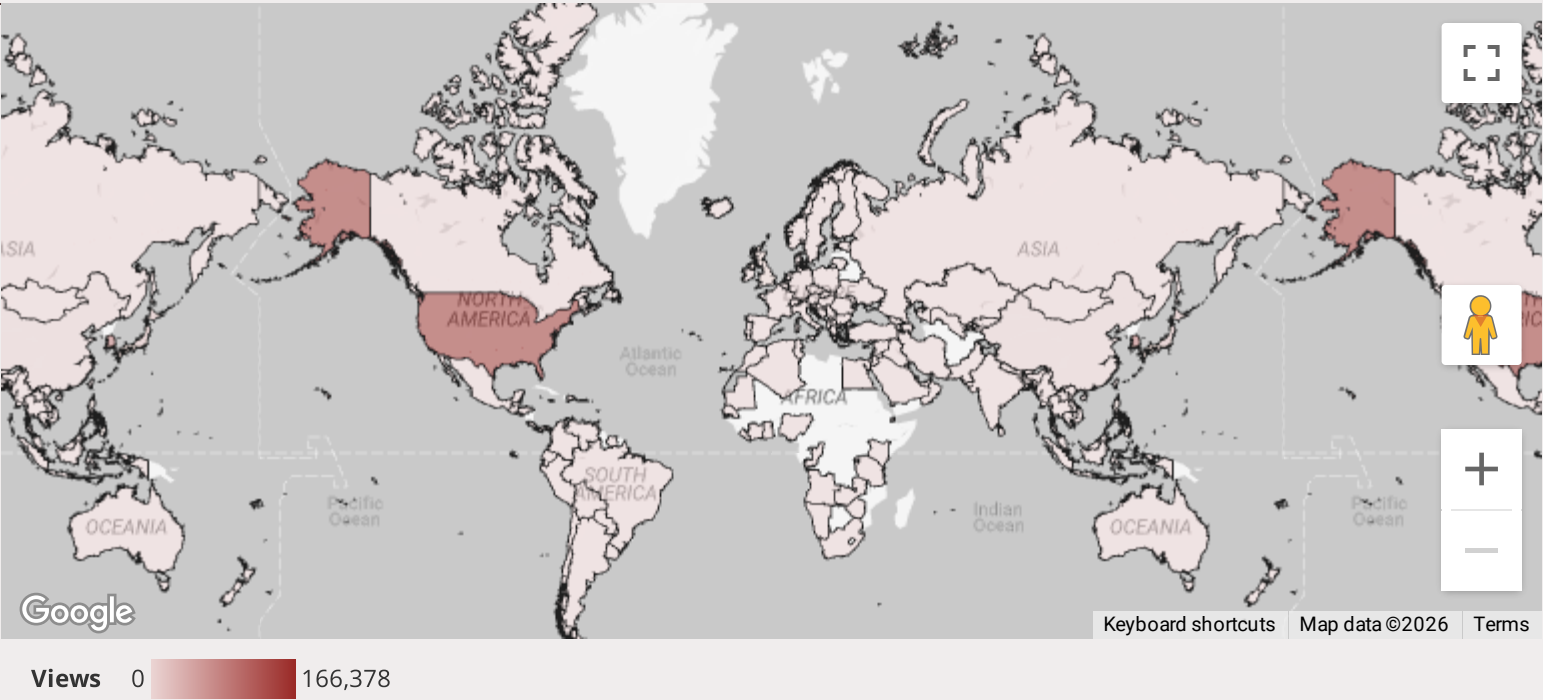 ASIA
NORTH
AMERICA
Atlantic
Ocean
EUROPE
ASIA
AFRICA
SOUTH
AMERICA
OCEANIA
Pacific
Ocean
Indian
Ocean
OCEANIA
Pacific
Ocean
Google
Keyboard shortcuts
Map data ©2026
Terms
Views 0 166,378